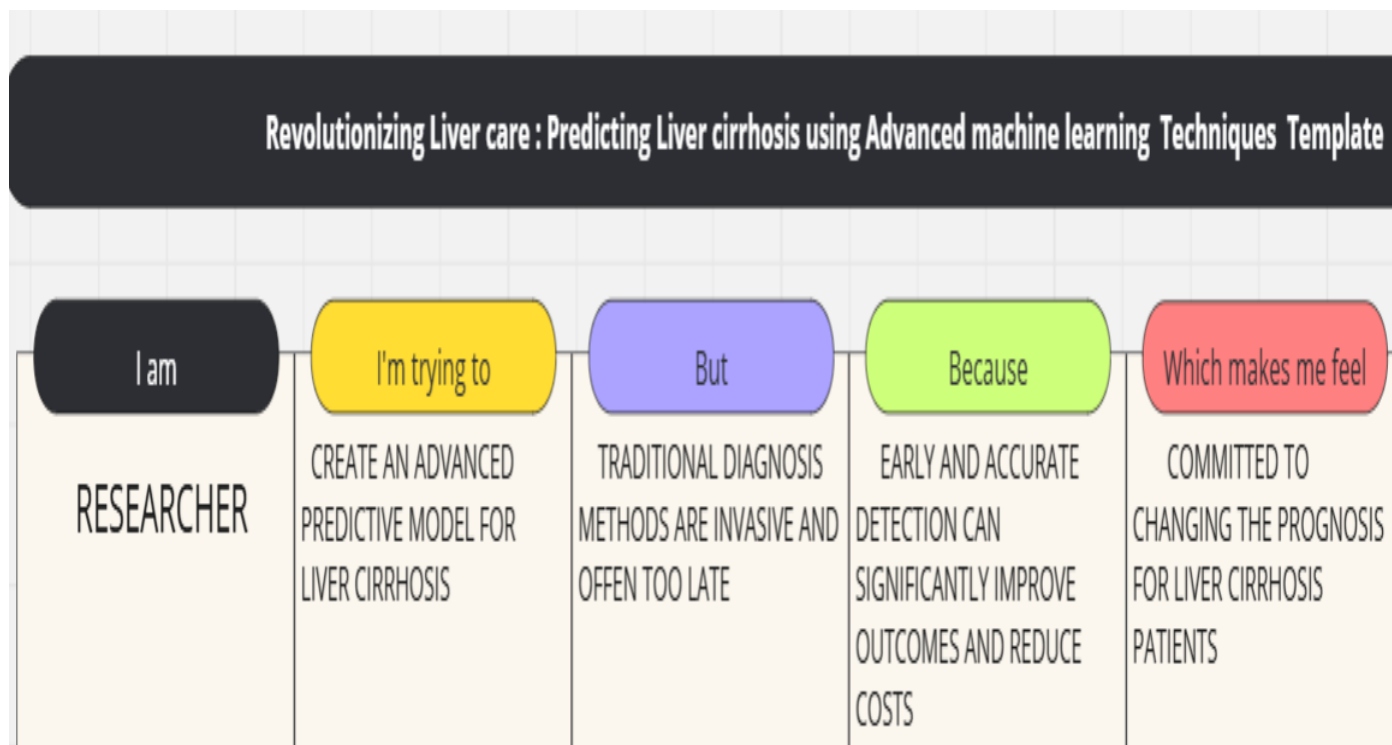 Revolutionizing Liver care : Predicting Liver cirrhosis using Advanced machine learning Techniques Template
I am
RESEARCHER
I'm trying to
CREATE AN ADVANCED
PREDICTIVE MODEL FOR
LIVER CIRRHOSIS
But
TRADITIONAL DIAGNOSIS
METHODS ARE INVASIVE AND
OFFEN TOO LATE
Because
EARLY AND ACCURATE
DETECTION CAN
SIGNIFICANTLY IMPROVE
OUTCOMES AND REDUCE
COSTS
Which makes me feel
COMMITTED TO
CHANGING THE PROGNOSIS
FOR LIVER CIRRHOSIS
PATIENTS